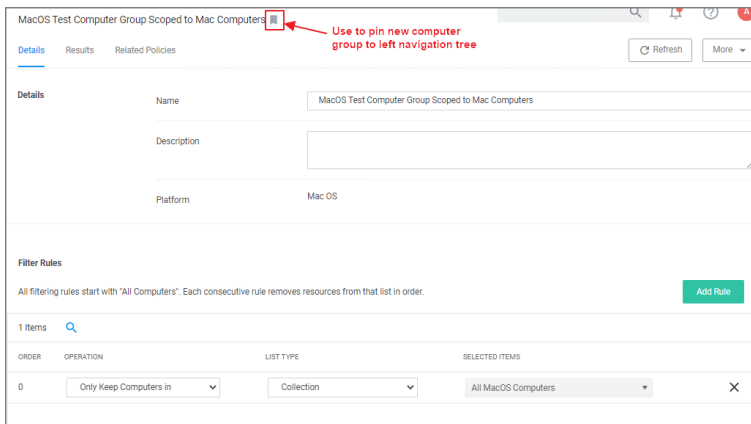 MacOS Test Computer Group Scoped to Mac Computers
Use to pin new computer
group to left navigation tree
A
Details Results Related Policies
Refresh More
Details
Name MacOS Test Computer Group Scoped to Mac Computers
Description
Platform Mac OS
Filter Rules
All filtering rules start with "All Computers". Each consecutive rule removes resources from that list in order.
Add Rule
1 Items
ORDER OPERATION LIST TYPE SELECTED ITEMS
0 Only Keep Computers in Collection All MacOS Computers